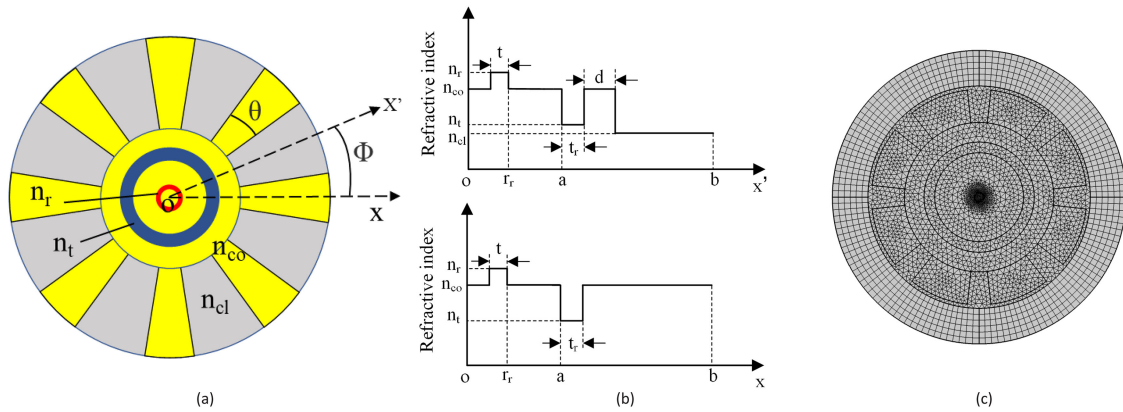 n_r
n_t
o
n_co
n_cl
θ
Φ
X'
X
(a)
Refractive index
n_r
n_co
n_t
n_cl
t
d
t_r
o
r_r
a
b
X'
Refractive index
n_r
n_co
n_t
t
t_r
o
r_r
a
b
x
(b)
(c)